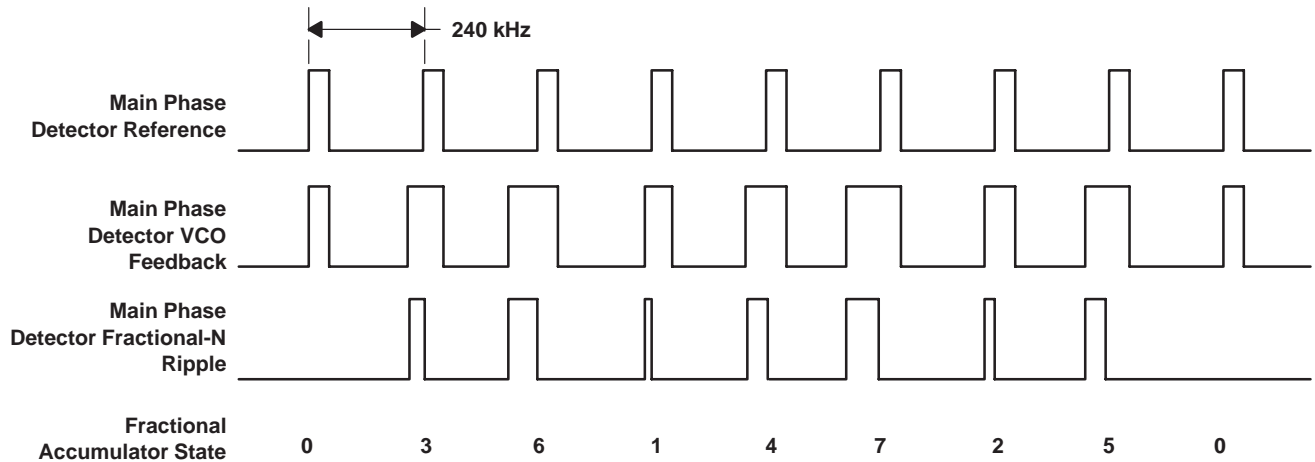 240 kHz
Main Phase
Detector Reference
Main Phase
Detector VCO
Feedback
Main Phase
Detector Fractional-N
Ripple
Fractional
Accumulator State
0 3 6 1 4 7 2 5 0